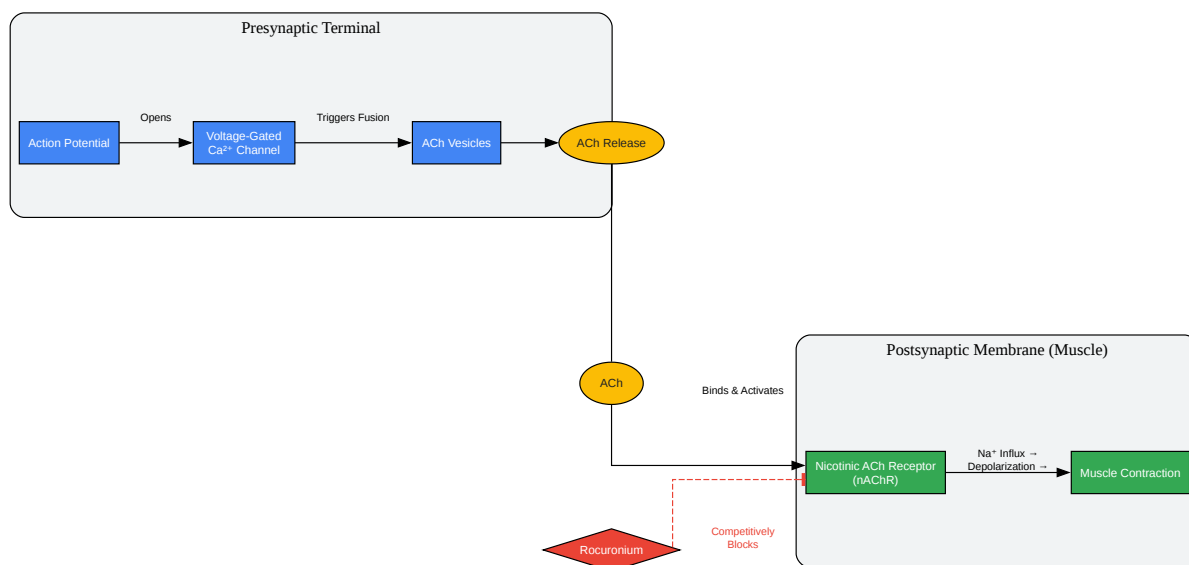 Presynaptic Terminal
Action Potential
Opens
Voltage-Gated
Ca²⁺ Channel
Triggers Fusion
ACh Vesicles
ACh Release
ACh
Binds & Activates
Postsynaptic Membrane (Muscle)
Nicotinic ACh Receptor
(nAChR)
Na⁺ Influx →
Depolarization →
Muscle Contraction
Rocuronium
Competitively
Blocks